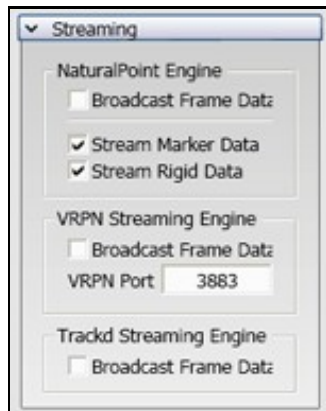 Streaming
NaturalPoint Engine
Broadcast Frame Data
Stream Marker Data
Stream Rigid Data
VRPN Streaming Engine
Broadcast Frame Data
VRPN Port 3883
Trackd Streaming Engine
Broadcast Frame Data